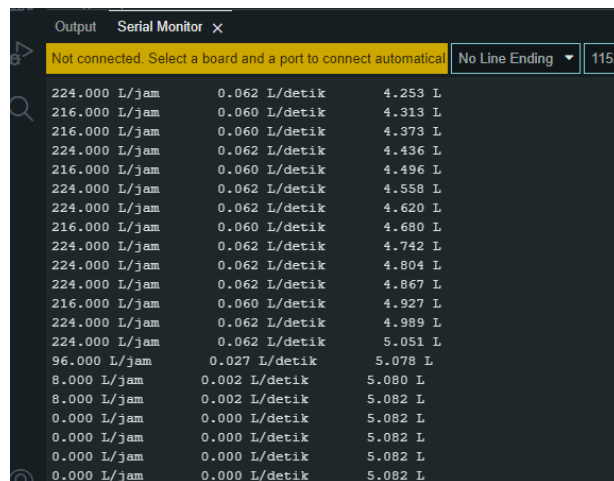 Output Serial Monitor
Not connected. Select a board and a port to connect automatical No Line Ending 115
224.000 L/jam 0.062 L/detik 4.253 L
216.000 L/jam 0.060 L/detik 4.313 L
216.000 L/jam 0.060 L/detik 4.373 L
224.000 L/jam 0.062 L/detik 4.436 L
216.000 L/jam 0.060 L/detik 4.496 L
224.000 L/jam 0.062 L/detik 4.558 L
224.000 L/jam 0.062 L/detik 4.620 L
216.000 L/jam 0.060 L/detik 4.680 L
224.000 L/jam 0.062 L/detik 4.742 L
224.000 L/jam 0.062 L/detik 4.804 L
224.000 L/jam 0.062 L/detik 4.867 L
216.000 L/jam 0.060 L/detik 4.927 L
224.000 L/jam 0.062 L/detik 4.989 L
224.000 L/jam 0.062 L/detik 5.051 L
96.000 L/jam 0.027 L/detik 5.078 L
8.000 L/jam 0.002 L/detik 5.080 L
8.000 L/jam 0.002 L/detik 5.082 L
0.000 L/jam 0.000 L/detik 5.082 L
0.000 L/jam 0.000 L/detik 5.082 L
0.000 L/jam 0.000 L/detik 5.082 L
0.000 L/jam 0.000 L/detik 5.082 L